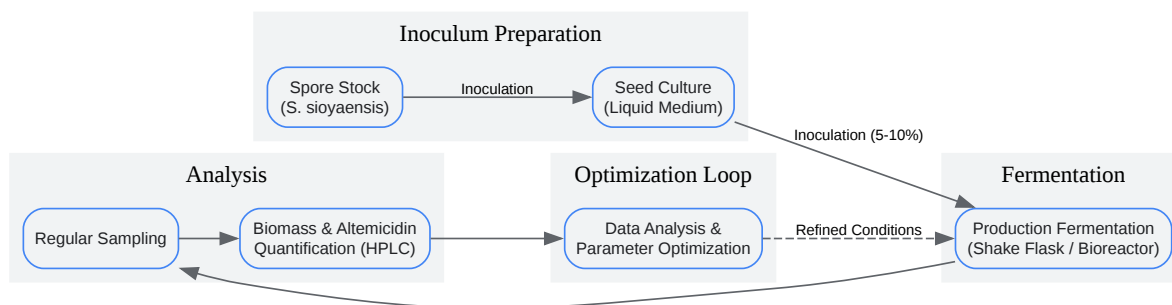 Inoculum Preparation
Spore Stock
(S. sioyaensis)
Inoculation
Seed Culture
(Liquid Medium)
Inoculation (5-10%)
Analysis
Regular Sampling
Biomass & Altemicidin
Quantification (HPLC)
Optimization Loop
Data Analysis &
Parameter Optimization
Refined Conditions
Fermentation
Production Fermentation
(Shake Flask / Bioreactor)